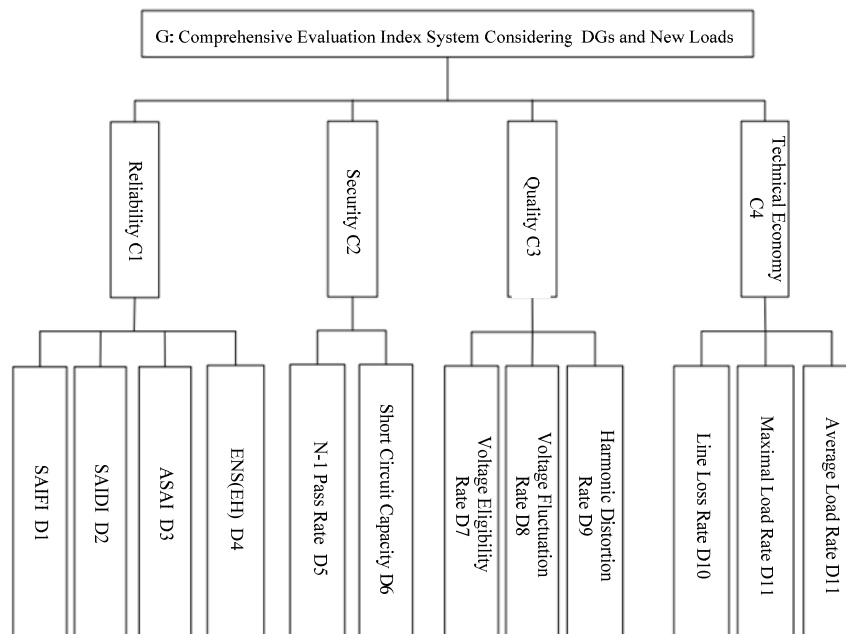 G: Comprehensive Evaluation Index System Considering DGs and New Loads
Reliability C1
Security C2
Quality C3
Technical Economy
C4
SAIFI D1
SAIDI D2
ASAI D3
ENS(EH) D4
N-1 Pass Rate D5
Short Circuit Capacity D6
Voltage Eligibility
Rate D7
Voltage Fluctuation
Rate D8
Harmonic Distortion
Rate D9
Line Loss Rate D10
Maximal Load Rate D11
Average Load Rate D11